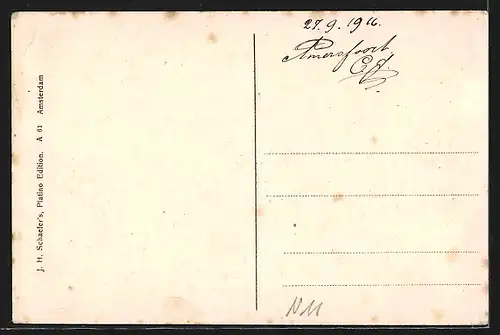 J. H. Schaefer's, Platino Edition. A 61 Amsterdam
27.9.1916.
Amersfoort